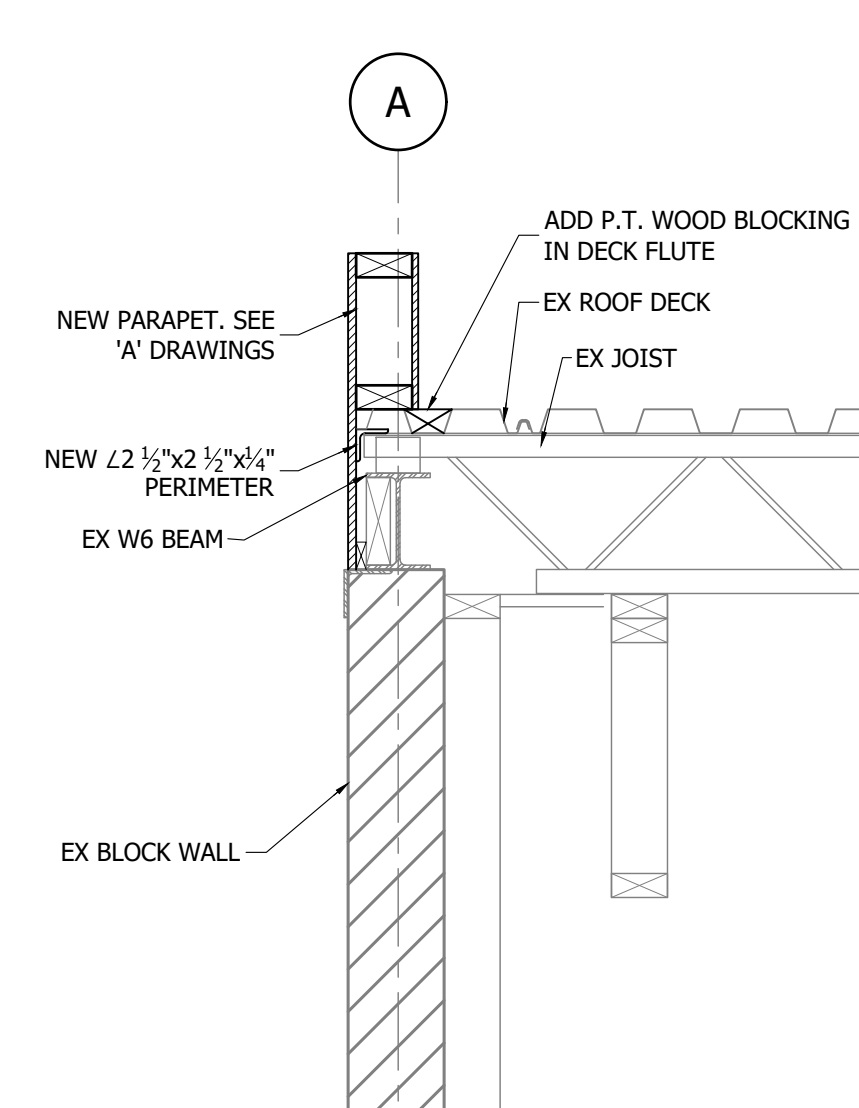 A
ADD P.T. WOOD BLOCKING
IN DECK FLUTE
EX ROOF DECK
NEW PARAPET. SEE
'A' DRAWINGS
EX JOIST
NEW ∠2 ½"x2 ½"x¼"
PERIMETER
EX W6 BEAM
EX BLOCK WALL